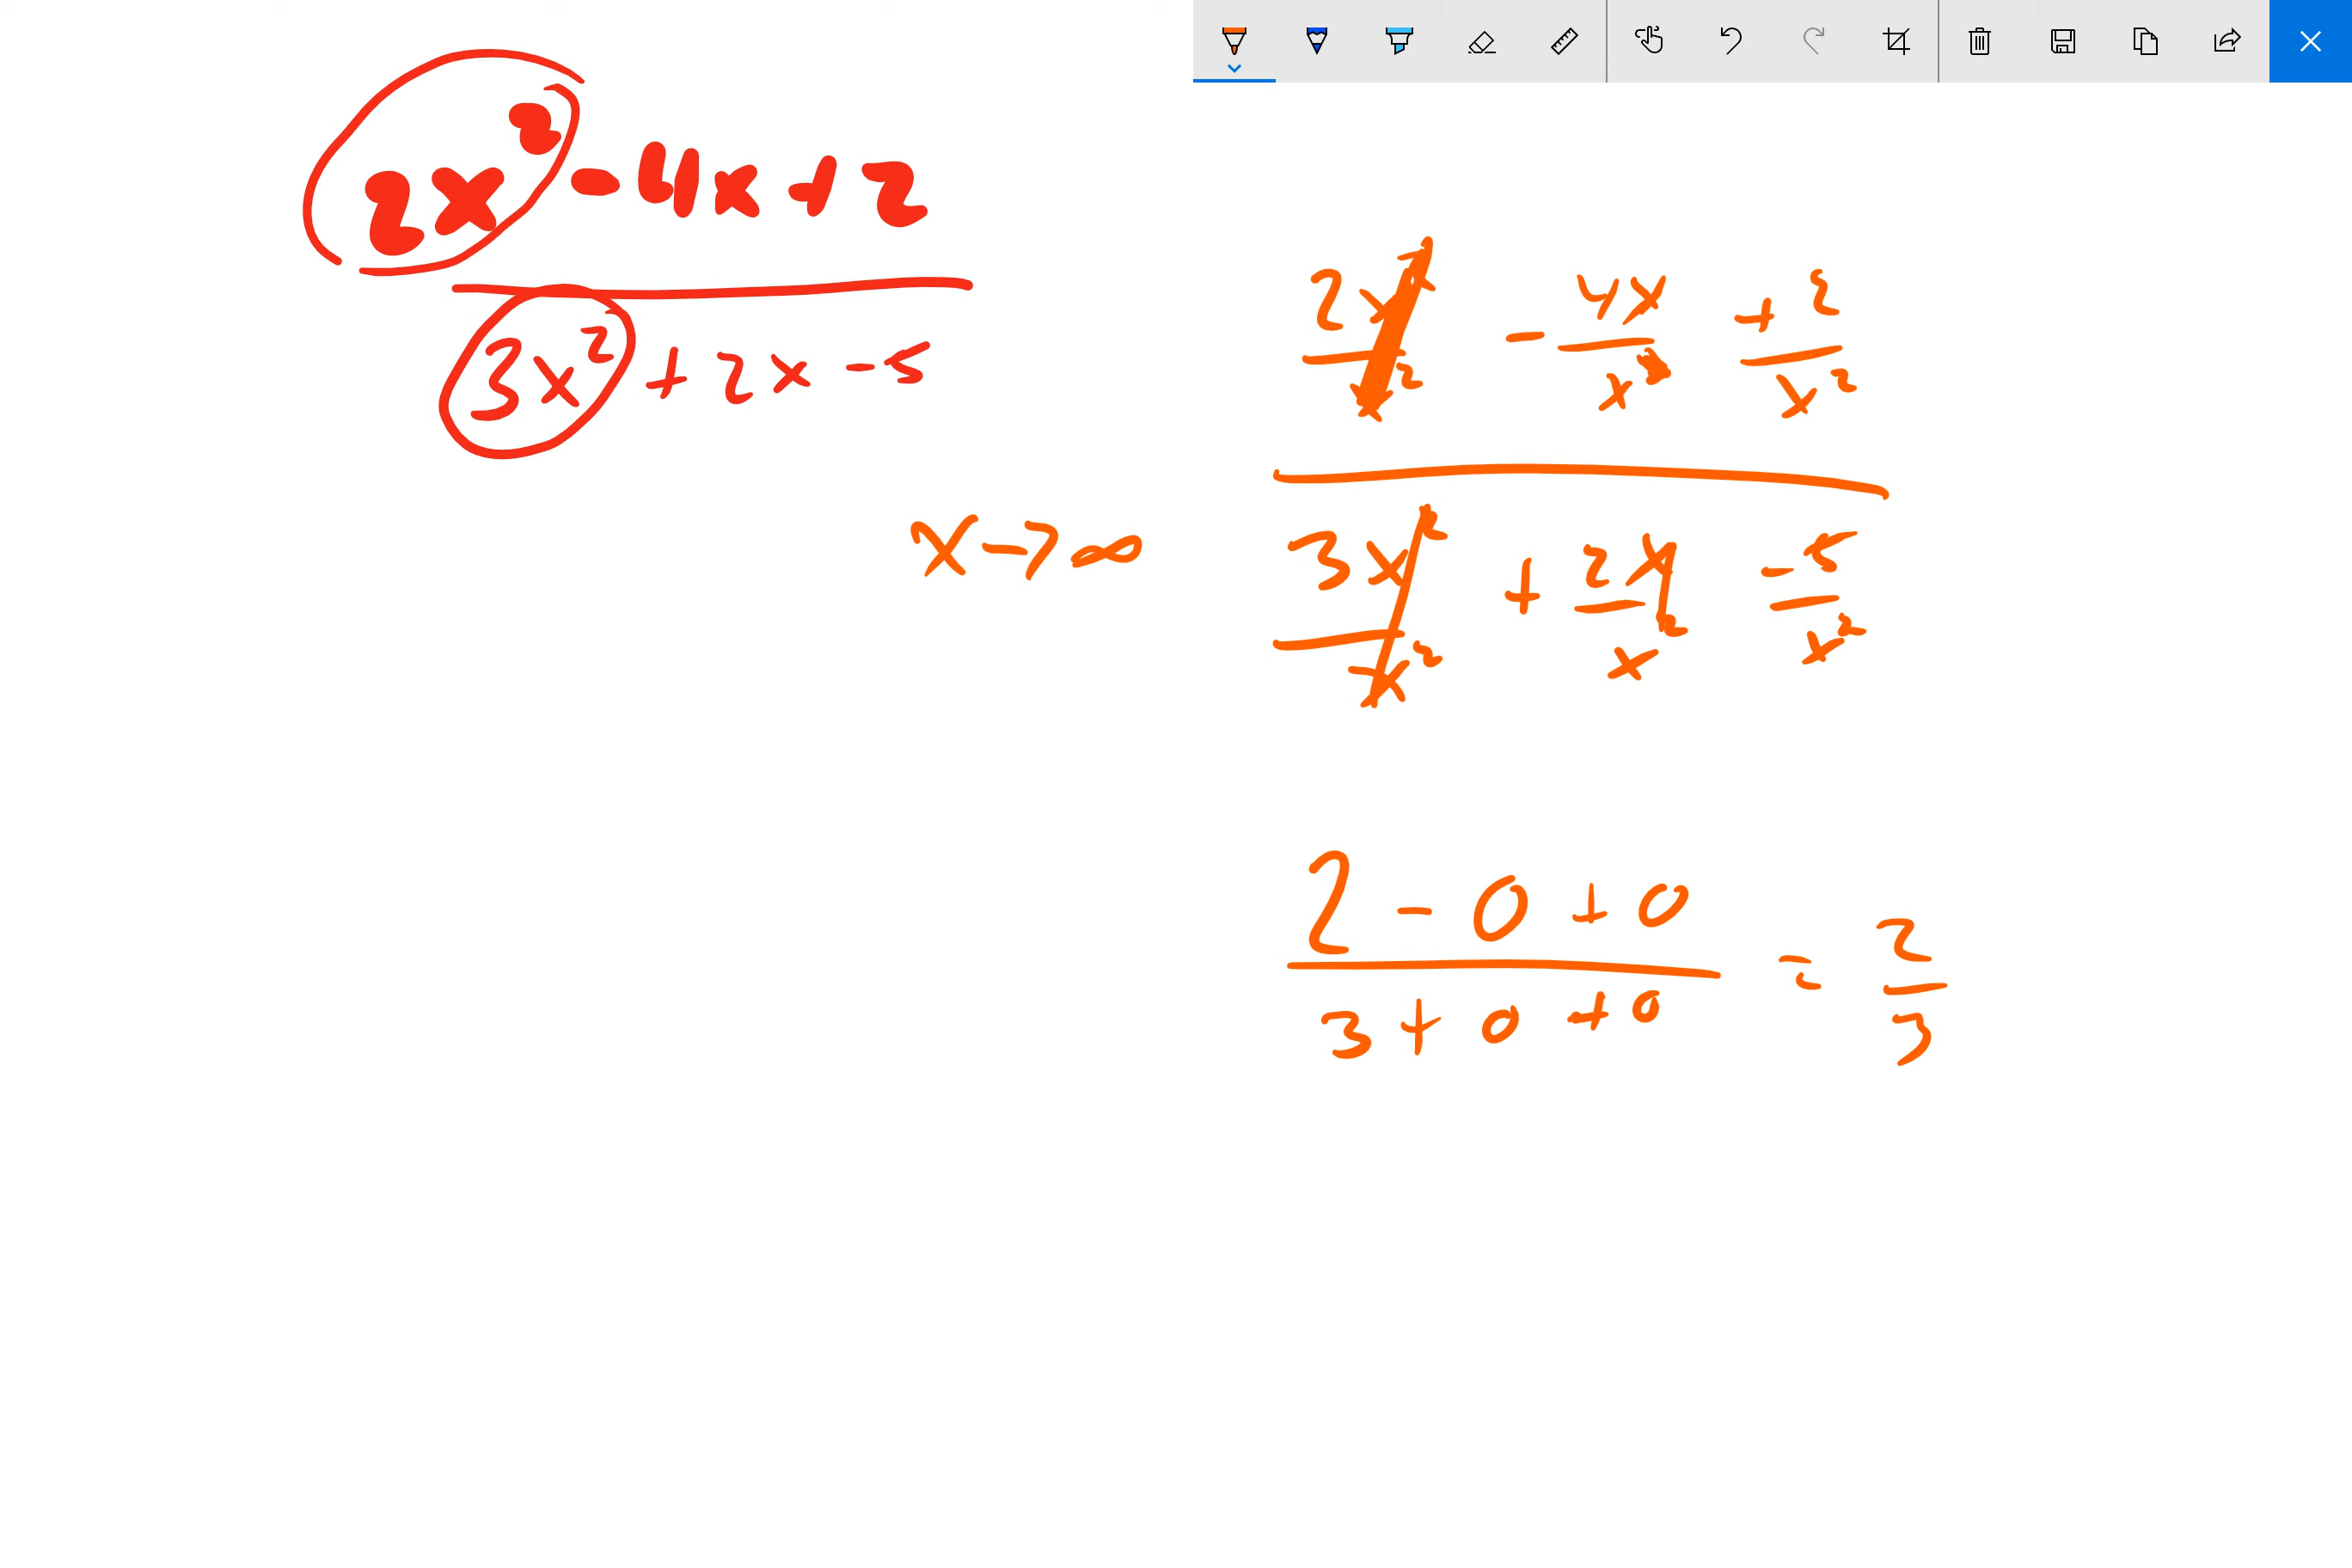 2x² - 4x + 2
3x² + 2x - 5
x → ∞
2x² - 4x + 2
x² x² x²
3x² + 2x - 5
x² x² x²
2 - 0 + 0 = 2
3 + 0 + 0 3